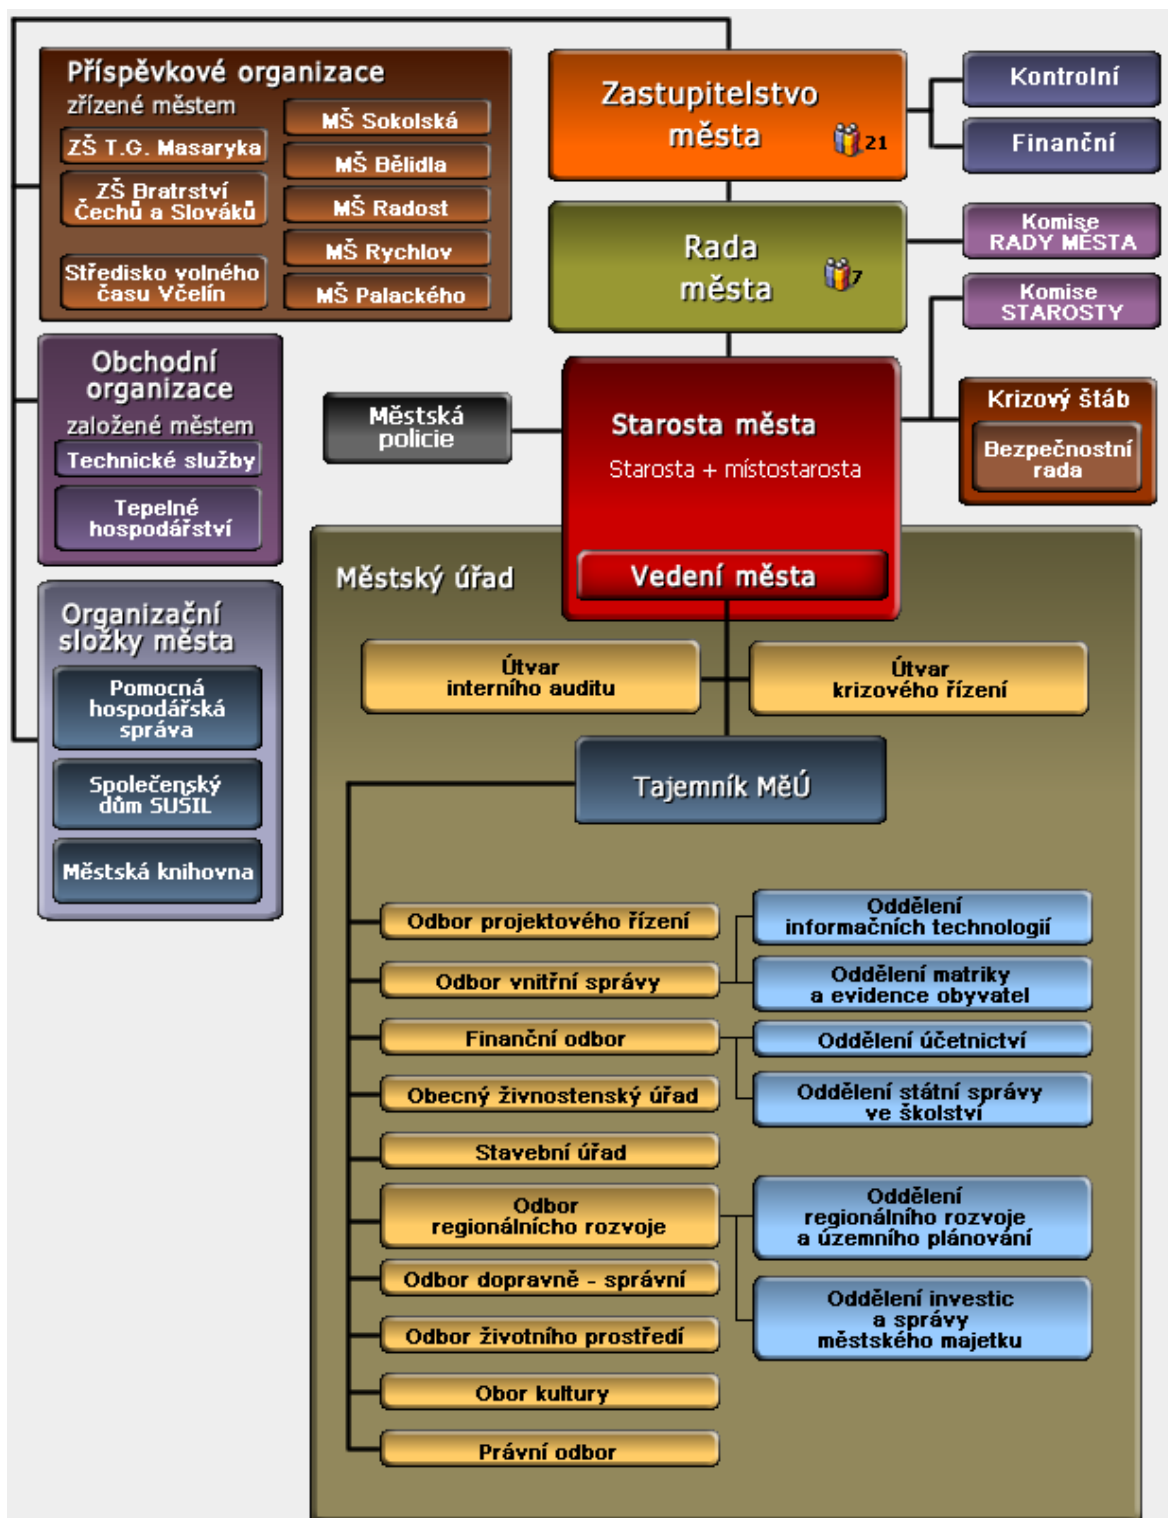 Příspěvkové organizace
zřízené městem
ZŠ T.G. Masaryka
ZŠ Bratrství
Čechů a Slováků
Středisko volného
času Včelín
MŠ Sokolská
MŠ Bělidla
MŠ Radost
MŠ Rychlov
MŠ Palackého
Zastupitelstvo
města
21
Kontrolní
Finanční
Rada
města
7
Komise
RADY MĚSTA
Komise
STAROSTY
Obchodní
organizace
založené městem
Technické služby
Tepelné
hospodářství
Městská
policie
Starosta města
Starosta + místostarosta
Krizový štáb
Bezpečnostní
rada
Vedení města
Městský úřad
Organizační
složky města
Pomocná
hospodářská
správa
Společenský
dům SUŠIL
Městská knihovna
Útvar
interního auditu
Útvar
krizového řízení
Tajemník MěÚ
Odbor projektového řízení
Odbor vnitřní správy
Finanční odbor
Obecný živnostenský úřad
Stavební úřad
Odbor
regionálnícho rozvoje
Odbor dopravně - správní
Odbor životního prostředí
Obor kultury
Právní odbor
Oddělení
informačních technologií
Oddělení matriky
a evidence obyvatel
Oddělení účetnictví
Oddělení státní správy
ve školství
Oddělení
regionálního rozvoje
a územního plánování
Oddělení investic
a správy
městského majetku